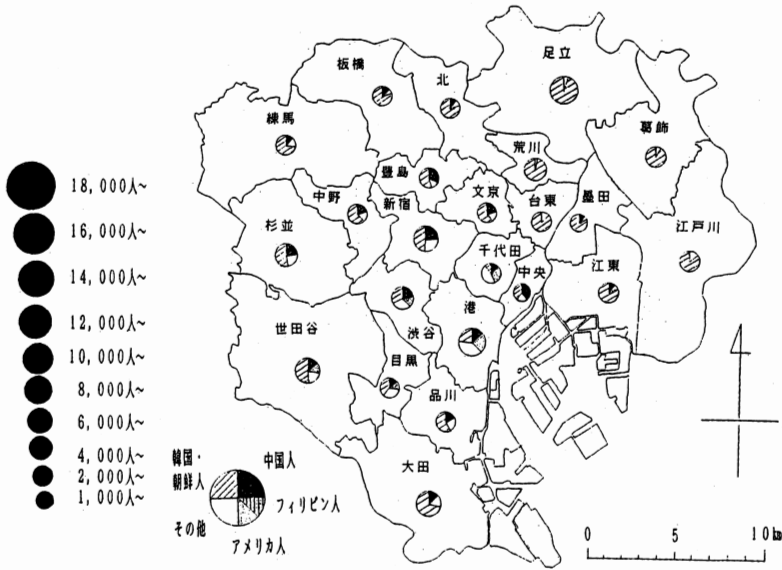 足立
板橋
北
練馬
葛飾
荒川
豊島
中野
新宿
文京
台東
墨田
杉並
江戸川
千代田
中央
江東
港
渋谷
世田谷
目黒
品川
大田
18,000人~
16,000人~
14,000人~
12,000人~
10,000人~
8,000人~
6,000人~
4,000人~
2,000人~
1,000人~
韓国・
朝鮮人
中国人
フィリピン人
その他
アメリカ人
0 5 10km